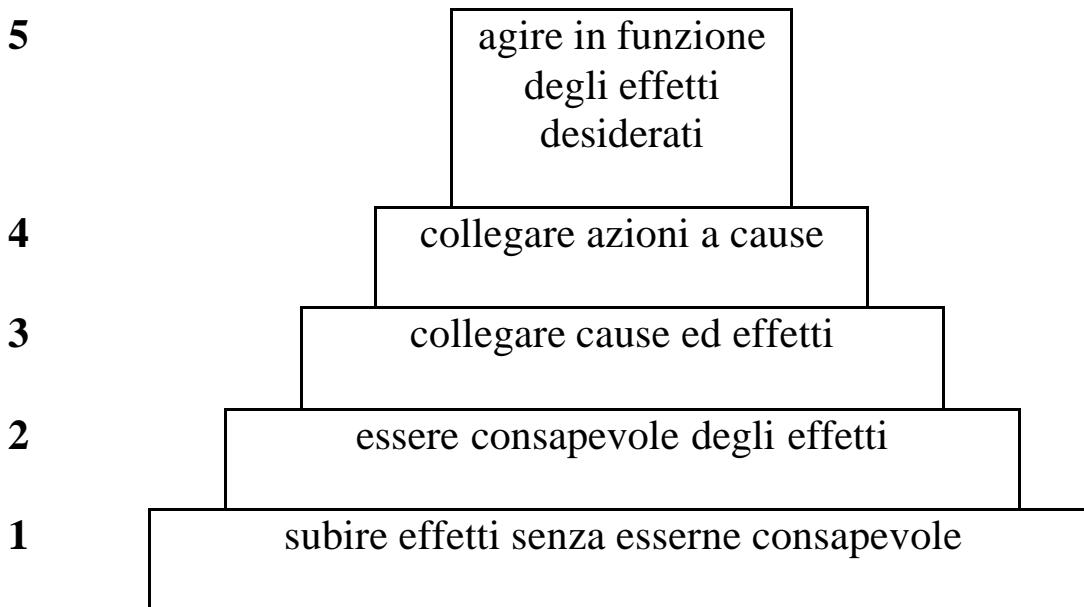 5
agire in funzione
degli effetti
desiderati
4
collegare azioni a cause
3
collegare cause ed effetti
2
essere consapevole degli effetti
1
subire effetti senza esserne consapevole